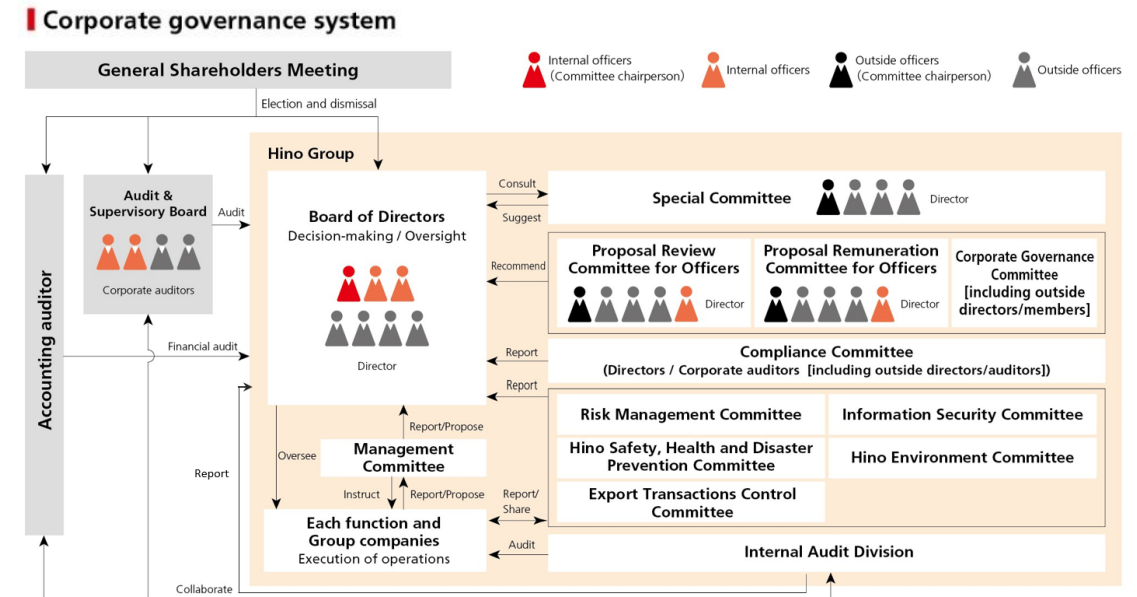 Corporate governance system
General Shareholders Meeting
Internal officers
(Committee chairperson)
Internal officers
Outside officers
(Committee chairperson)
Outside officers
Election and dismissal
Hino Group
Accounting auditor
Audit &
Supervisory Board
Corporate auditors
Audit
Board of Directors
Decision-making / Oversight
Director
Consult
Suggest
Special Committee
Director
Recommend
Proposal Review
Committee for Officers
Director
Proposal Remuneration
Committee for Officers
Director
Corporate Governance
Committee
[including outside
directors/members]
Financial audit
Report
Compliance Committee
(Directors / Corporate auditors [including outside directors/auditors])
Report
Risk Management Committee
Information Security Committee
Hino Safety, Health and Disaster
Prevention Committee
Hino Environment Committee
Export Transactions Control
Committee
Report/Propose
Oversee
Management
Committee
Report
Instruct
Report/Propose
Report/
Share
Each function and
Group companies
Execution of operations
Audit
Internal Audit Division
Collaborate